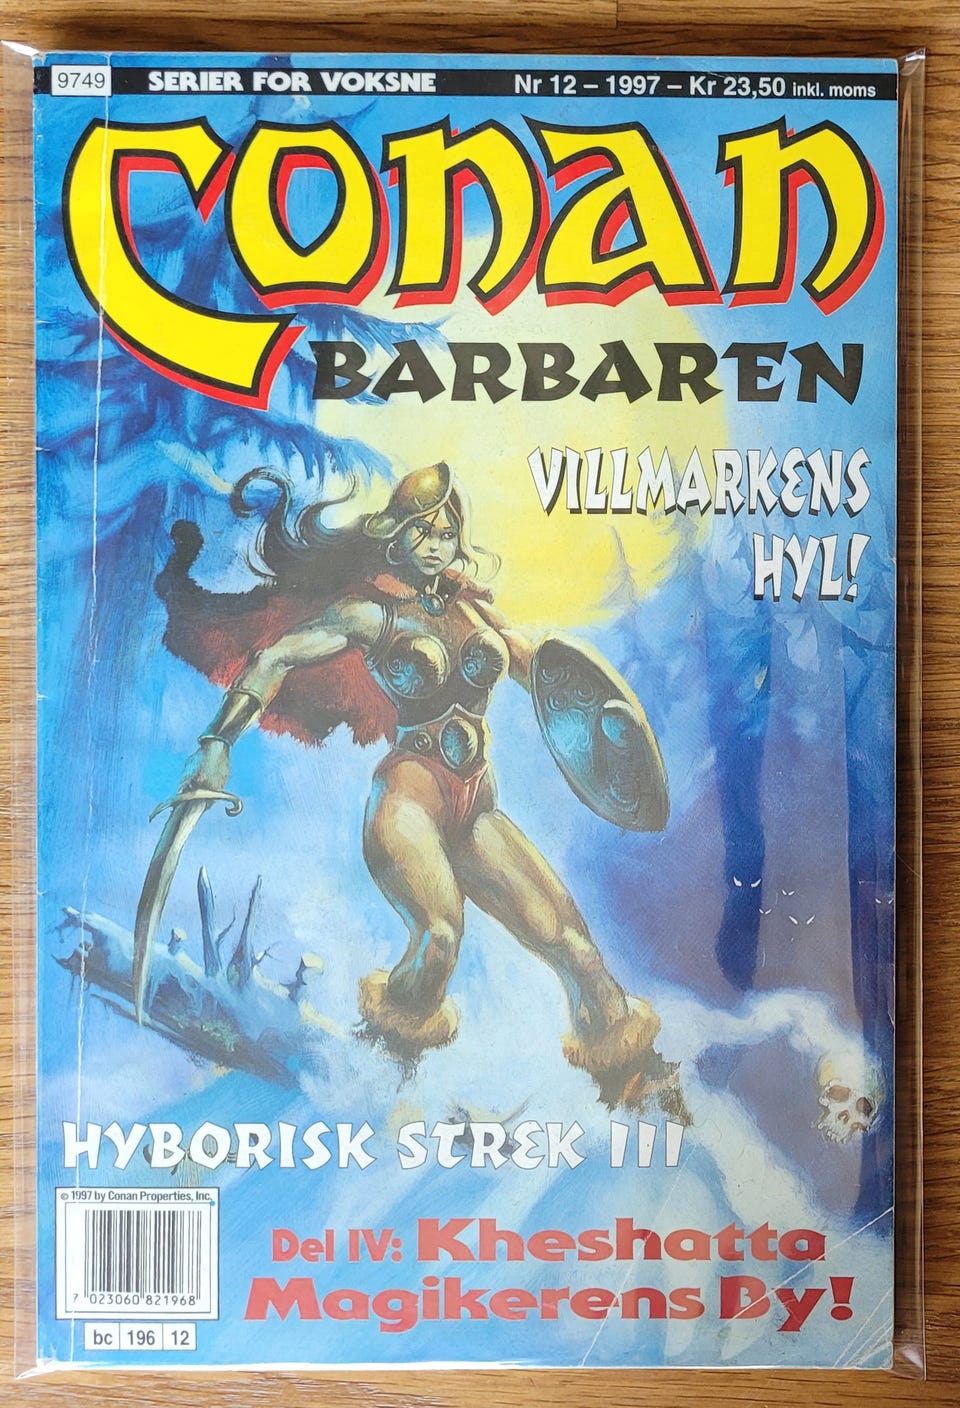 9749 SERIER FOR VOKSNE Nr 12 – 1997 – Kr 23,50 inkl. moms
Conan
BARBAREN
VILLMARKENS
HYL!
HYBORISK STREK III
© 1997 by Conan Properties, Inc.
Del IV: Kheshatta
Magikerens By!
7 023060 821968
bc 196 12